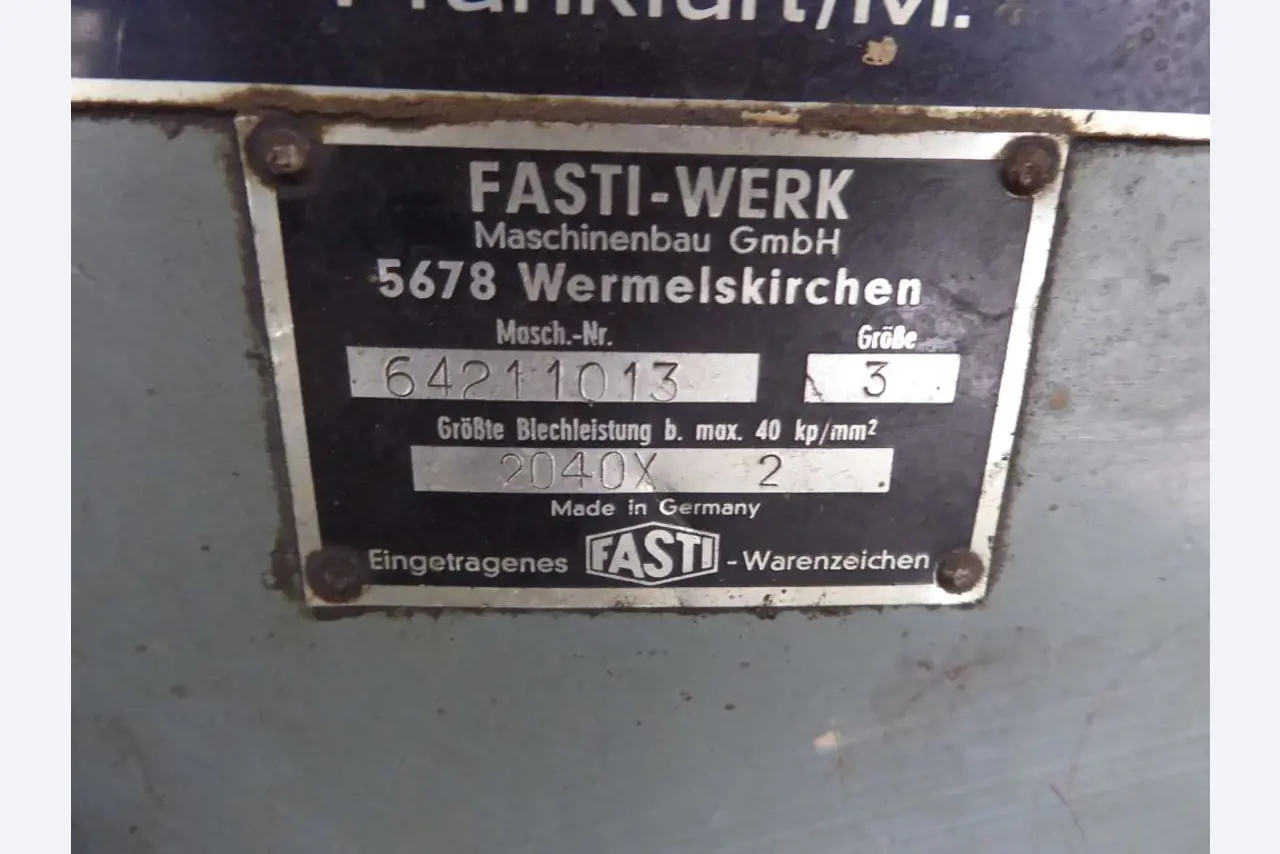 Frankfurt/M.
FASTI-WERK
Maschinenbau GmbH
5678 Wermelskirchen
Masch.-Nr. Größe
64211013 3
Größte Blechleistung b. max. 40 kp/mm²
2040X 2
Made in Germany
Eingetragenes FASTI - Warenzeichen